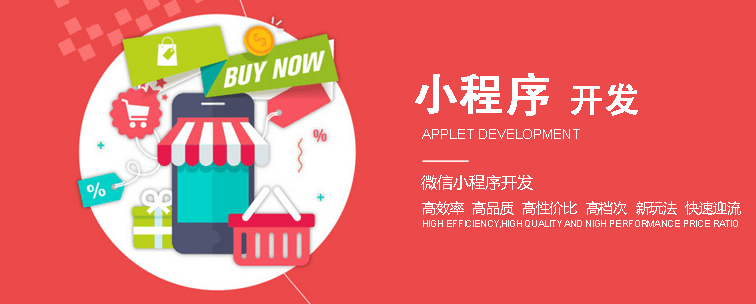 BUY NOW
%
%
小程序 开发
APPLET DEVELOPMENT
微信小程序开发
高效率 高品质 高性价比 高档次 新玩法 快速迎流
HIGH EFFICIENCY,HIGH QUALITY AND NIGH PERFORMANCE PRICE RATIO